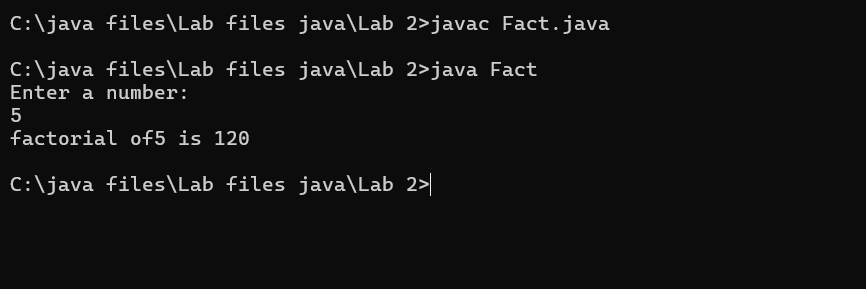 C:\java files\Lab files java\Lab 2>javac Fact.java
C:\java files\Lab files java\Lab 2>java Fact
Enter a number:
5
factorial of5 is 120
C:\java files\Lab files java\Lab 2>